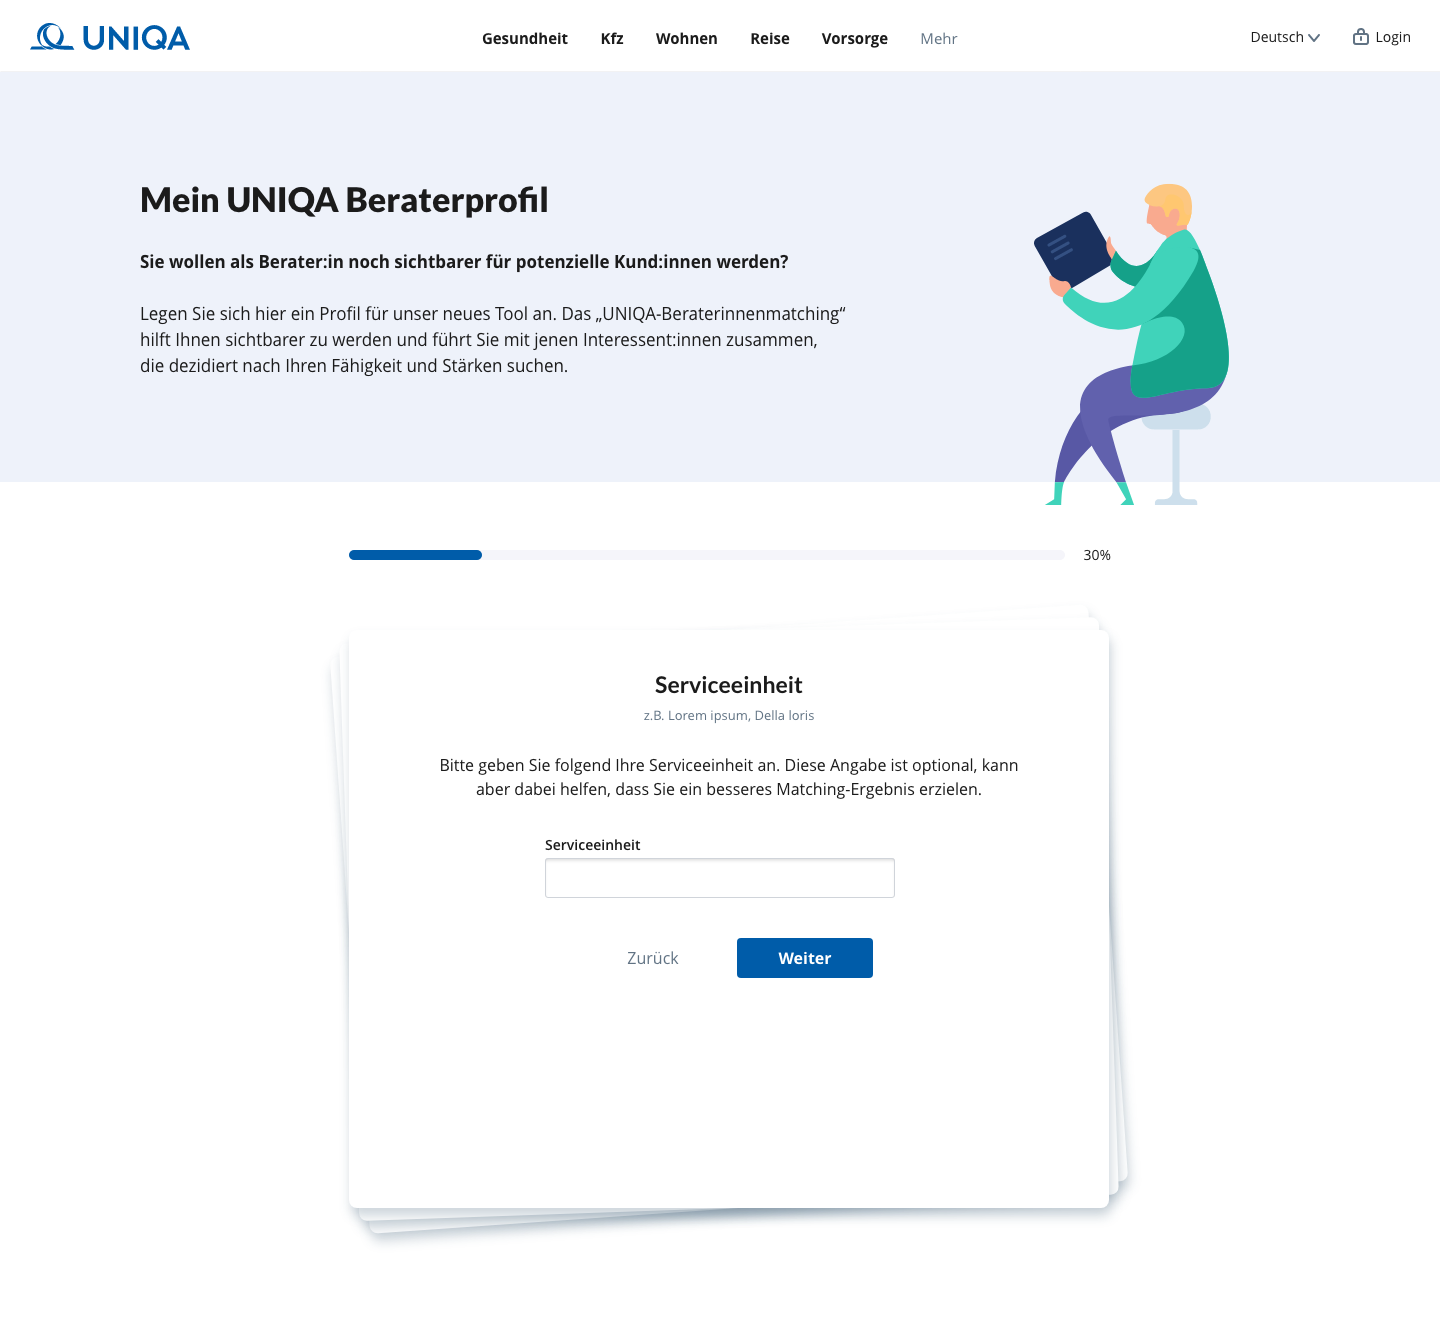 UNIQA
Gesundheit Kfz Wohnen Reise Vorsorge Mehr
Deutsch Login
Mein UNIQA Beraterprofil
Sie wollen als Berater:in noch sichtbarer für potenzielle Kund:innen werden?
Legen Sie sich hier ein Profil für unser neues Tool an. Das „UNIQA-Beraterinnenmatching“
hilft Ihnen sichtbarer zu werden und führt Sie mit jenen Interessent:innen zusammen,
die dezidiert nach Ihren Fähigkeit und Stärken suchen.
30%
Serviceeinheit
z.B. Lorem ipsum, Della loris
Bitte geben Sie folgend Ihre Serviceeinheit an. Diese Angabe ist optional, kann
aber dabei helfen, dass Sie ein besseres Matching-Ergebnis erzielen.
Serviceeinheit
Zurück Weiter